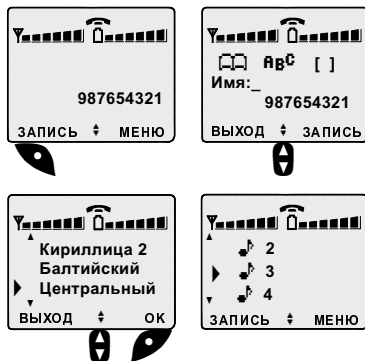 987654321
ЗАПИСЬ МЕНЮ
ABC [ ]
Имя:_
987654321
ВЫХОД ЗАПИСЬ
Кириллица 2
Балтийский
Центральный
ВЫХОД OK
2
3
4
ЗАПИСЬ МЕНЮ